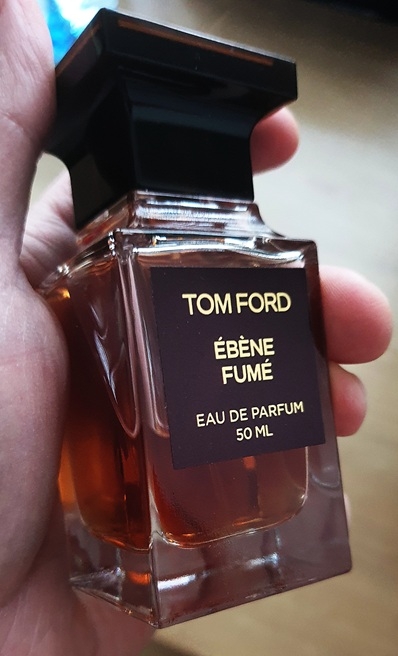 TOM FORD
ÉBÈNE
FUMÉ
EAU DE PARFUM
50 ML